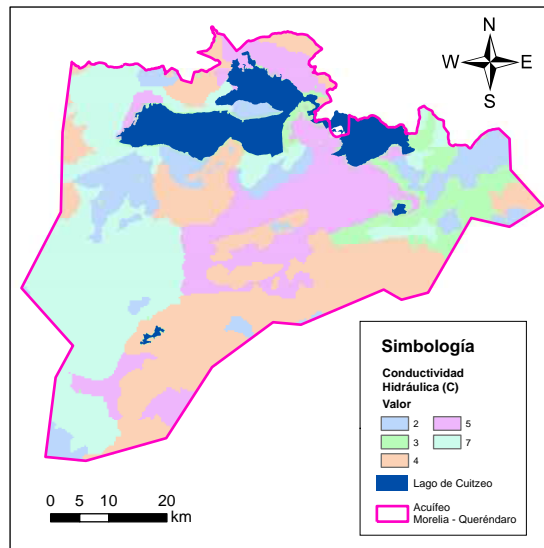 N
W E
S
Simbología
Conductividad
Hidráulica (C)
Valor
2 5
3 7
4
Lago de Cuitzeo
Acuífeo
Morelia - Queréndaro
0 5 10 20
km